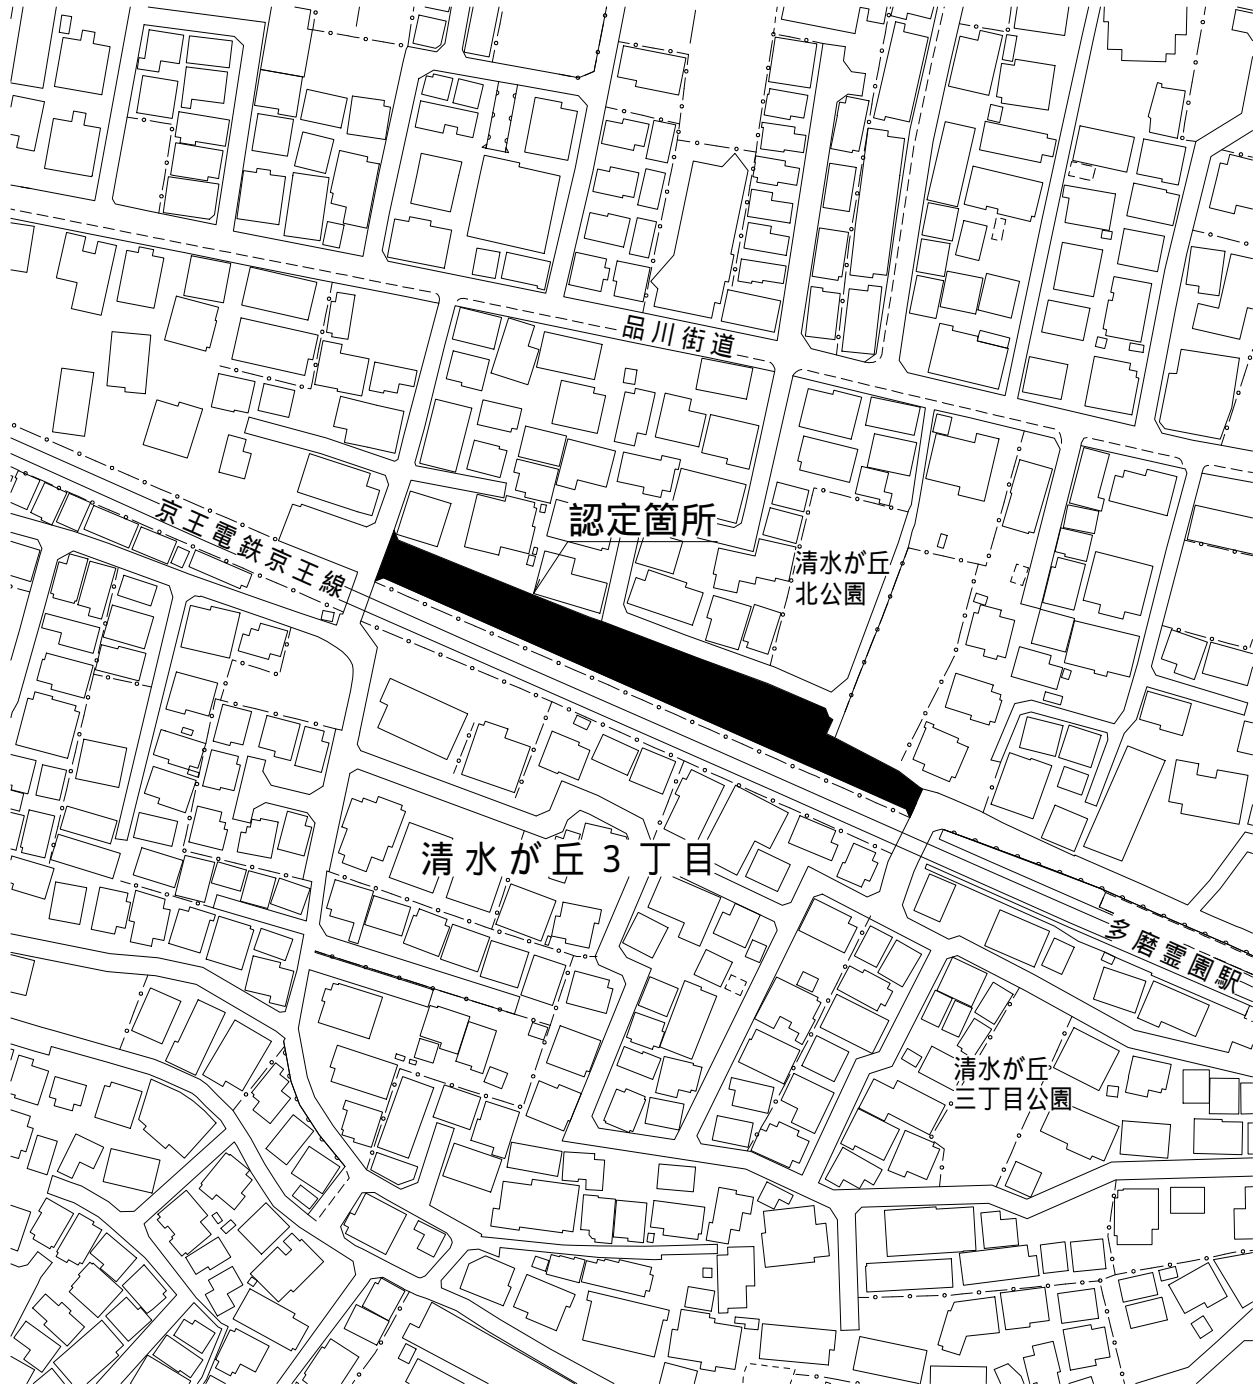 品川街道
認定箇所
京王電鉄京王線
清水が丘
北公園
清水が丘３丁目
多磨霊園駅
清水が丘
三丁目公園